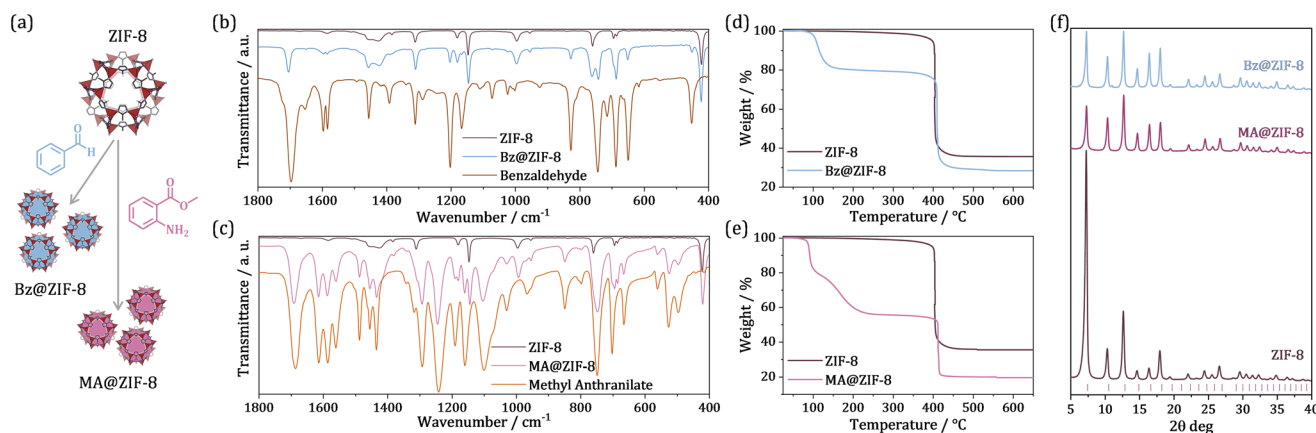 (a)
ZIF-8
O
H
O
O
NH2
Bz@ZIF-8
MA@ZIF-8
(b)
Transmittance / a.u.
ZIF-8
Bz@ZIF-8
Benzaldehyde
1800 1600 1400 1200 1000 800 600 400
Wavenumber / cm-1
(c)
Transmittance / a. u.
ZIF-8
MA@ZIF-8
Methyl Anthranilate
1800 1600 1400 1200 1000 800 600 400
Wavenumber / cm-1
(d)
Weight / %
100
80
60
40
20
ZIF-8
Bz@ZIF-8
100 200 300 400 500 600
Temperature / °C
(e)
Weight / %
100
80
60
40
20
ZIF-8
MA@ZIF-8
100 200 300 400 500 600
Temperature / °C
(f)
Bz@ZIF-8
MA@ZIF-8
ZIF-8
5 10 15 20 25 30 35 40
2θ deg